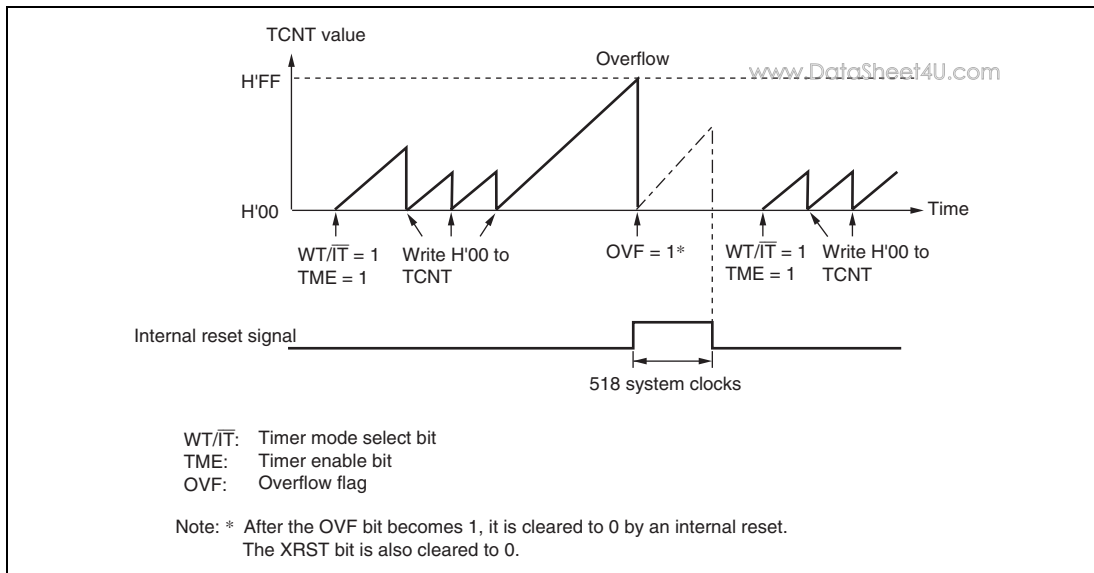 TCNT value
Overflow
www.DataSheet4U.com
H'FF
H'00
Time
WT/IT = 1
TME = 1
Write H'00 to
TCNT
OVF = 1*
WT/IT = 1
TME = 1
Write H'00 to
TCNT
Internal reset signal
518 system clocks
WT/IT: Timer mode select bit
TME: Timer enable bit
OVF: Overflow flag
Note: * After the OVF bit becomes 1, it is cleared to 0 by an internal reset.
The XRST bit is also cleared to 0.